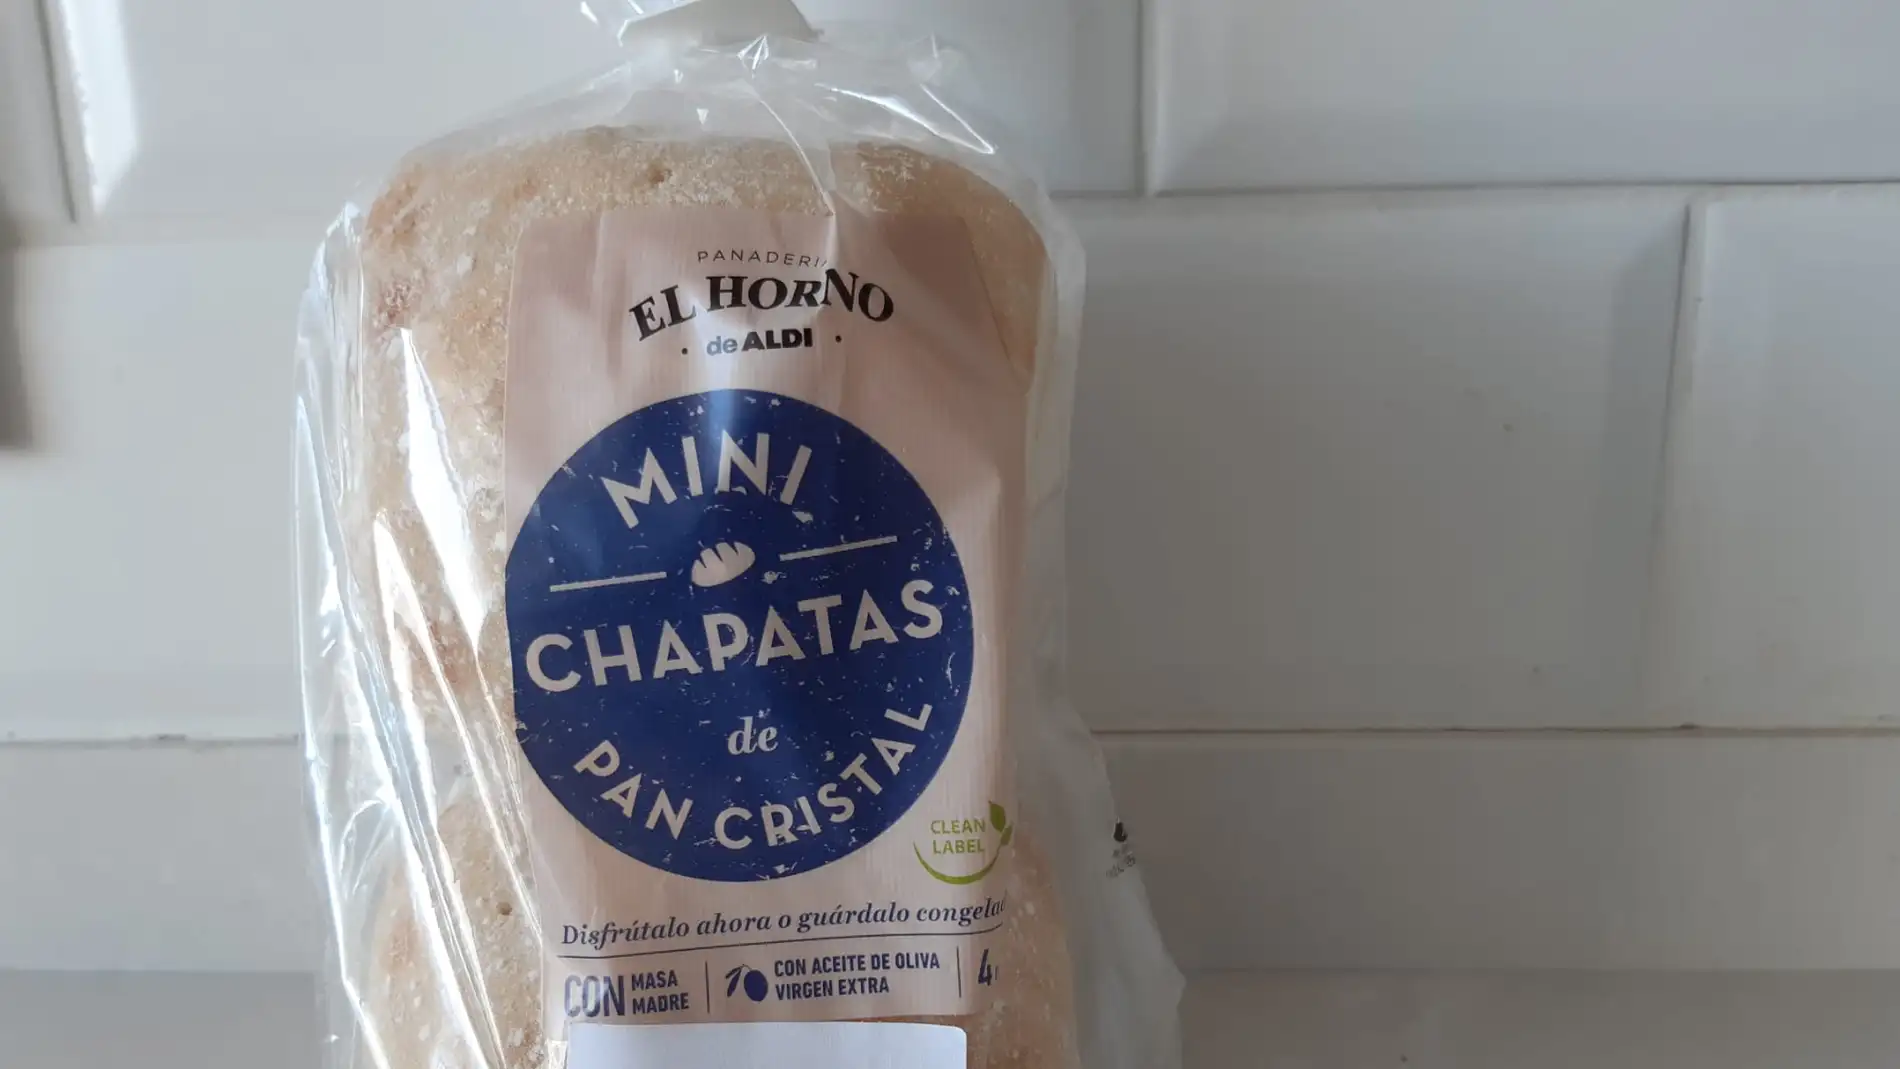 PANADERÍA
EL HORNO
de ALDI
MINI
CHAPATAS
de
PAN CRISTAL
CLEAN
LABEL
Disfrútalo ahora o guárdalo
CON MASA
MADRE
CON ACEITE DE OLIVA
VIRGEN EXTRA
4